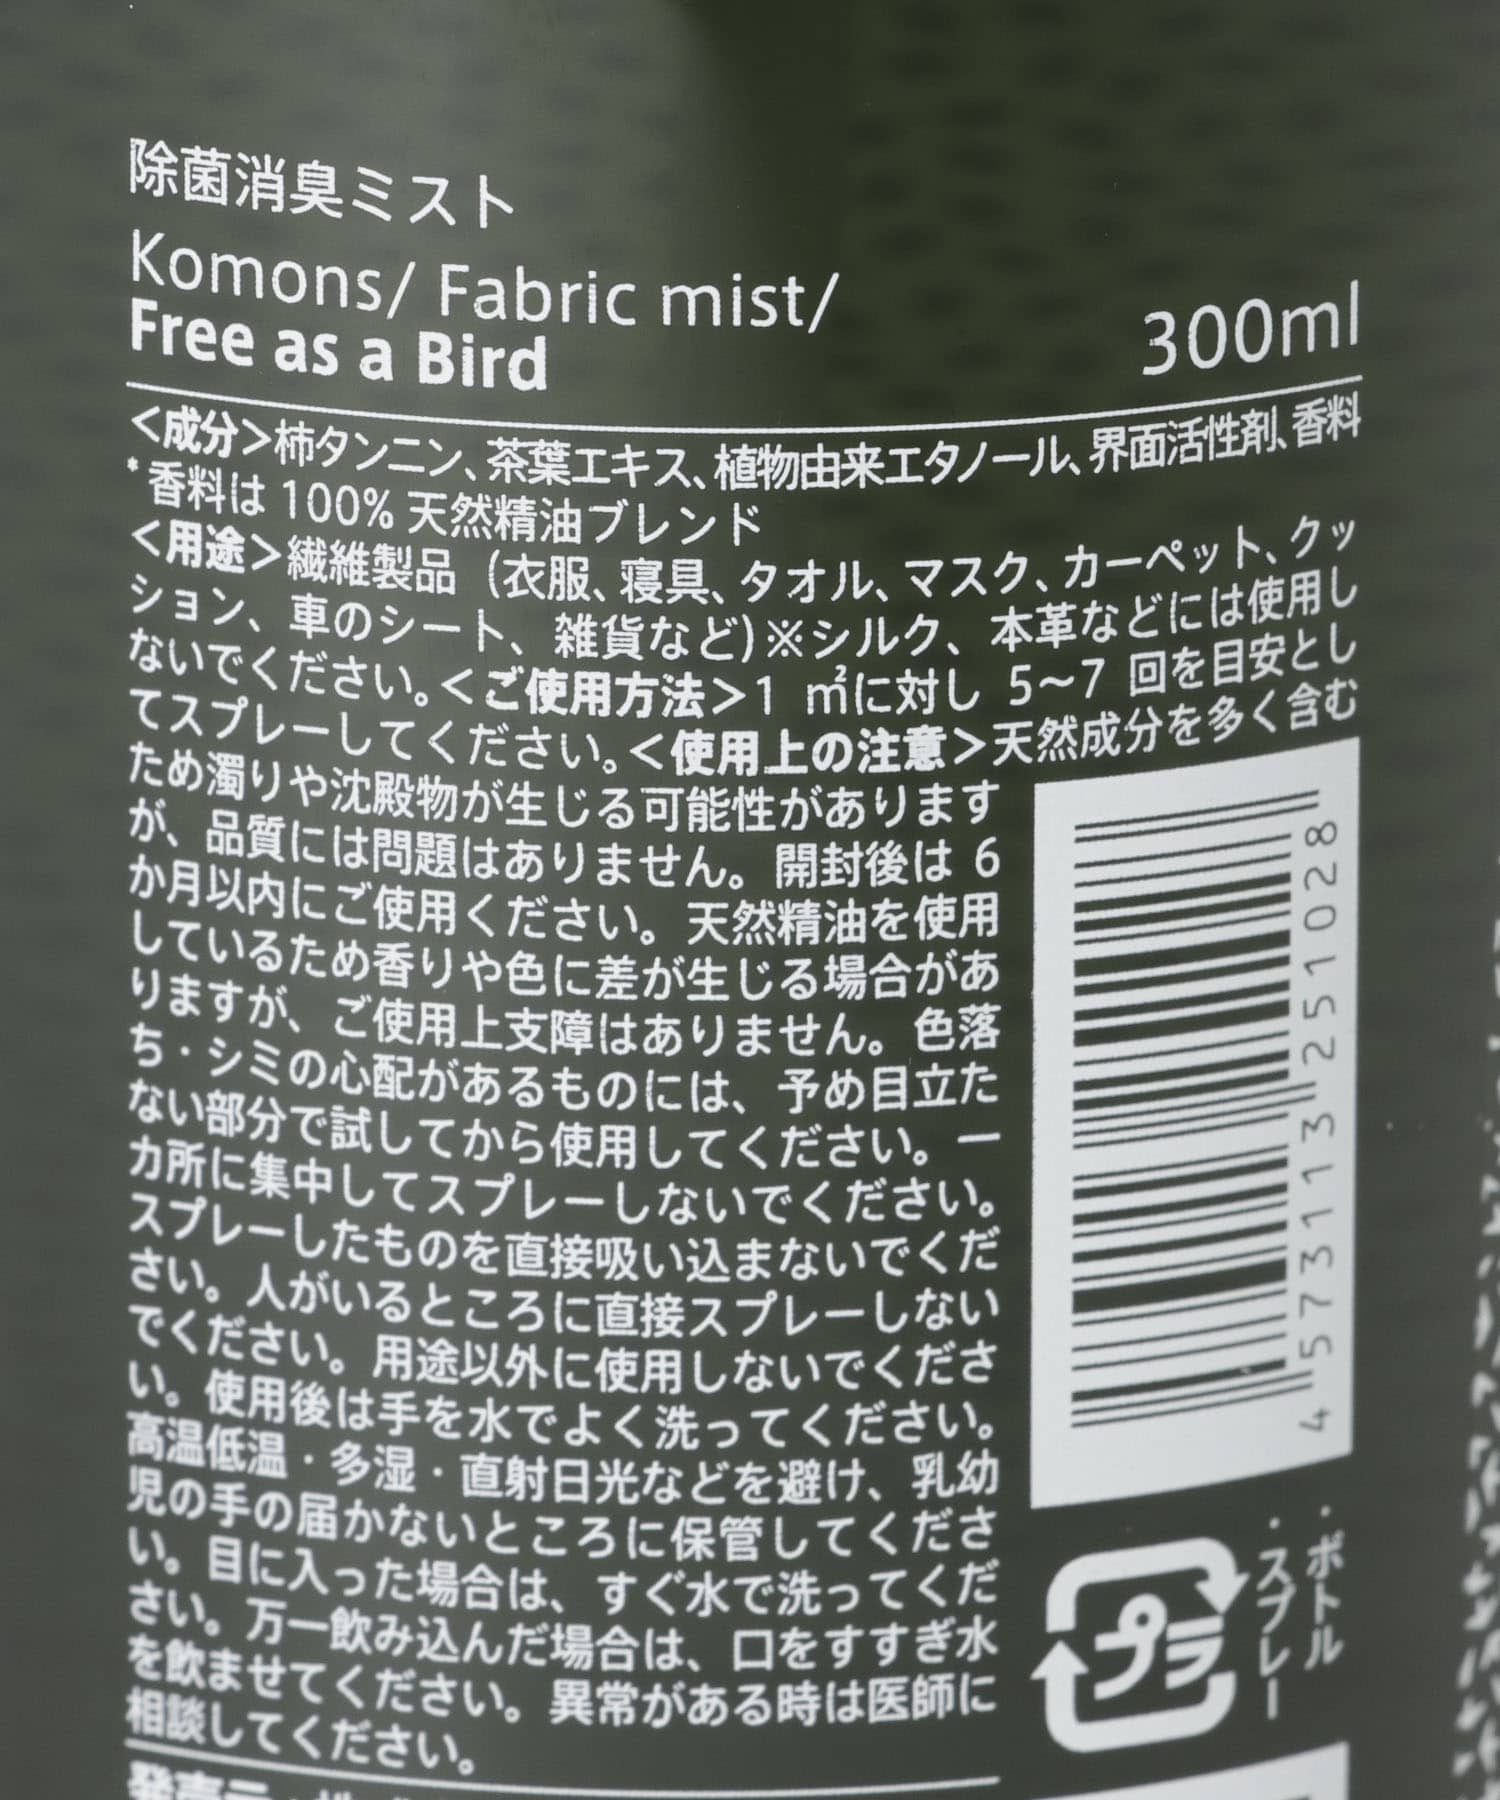 除菌消臭ミスト
Komons/ Fabric mist/
Free as a Bird
300ml
＜成分＞柿タンニン、茶葉エキス、植物由来エタノール、界面活性剤、香料
*香料は 100% 天然精油ブレンド
＜用途＞繊維製品（衣服、寝具、タオル、マスク、カーペット、クッ
ション、車のシート、雑貨など)※シルク、本革などには使用し
ないでください。＜ご使用方法＞1 ㎡に対し 5〜7 回を目安とし
てスプレーしてください。＜使用上の注意＞天然成分を多く含む
ため濁りや沈殿物が生じる可能性があります
が、品質には問題はありません。開封後は 6
か月以内にご使用ください。天然精油を使用
しているため香りや色に差が生じる場合があ
りますが、ご使用上支障はありません。色落
ち・シミの心配があるものには、予め目立た
ない部分で試してから使用してください。一
カ所に集中してスプレーしないでください。
スプレーしたものを直接吸い込まないでくだ
さい。人がいるところに直接スプレーしない
でください。用途以外に使用しないでくださ
い。使用後は手を水でよく洗ってください。
高温低温・多湿・直射日光などを避け、乳幼
児の手の届かないところに保管してくださ
い。目に入った場合は、すぐ水で洗ってくだ
さい。万一飲み込んだ場合は、口をすすぎ水
を飲ませてください。異常がある時は医師に
相談してください。
4 573113 251028
プラ
・ボトル
・スプレー